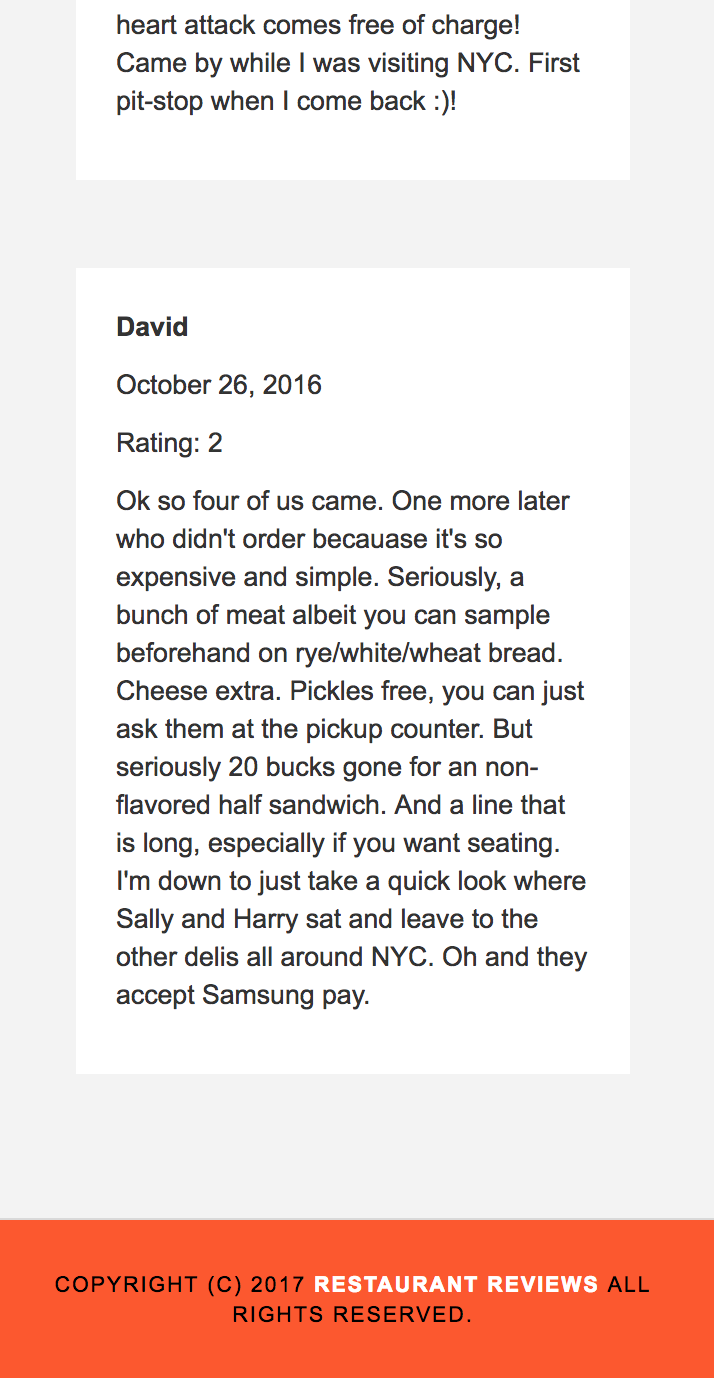 heart attack comes free of charge!
Came by while I was visiting NYC. First
pit-stop when I come back :)!
David
October 26, 2016
Rating: 2
Ok so four of us came. One more later
who didn't order becauase it's so
expensive and simple. Seriously, a
bunch of meat albeit you can sample
beforehand on rye/white/wheat bread.
Cheese extra. Pickles free, you can just
ask them at the pickup counter. But
seriously 20 bucks gone for an non-
flavored half sandwich. And a line that
is long, especially if you want seating.
I'm down to just take a quick look where
Sally and Harry sat and leave to the
other delis all around NYC. Oh and they
accept Samsung pay.
COPYRIGHT (C) 2017 RESTAURANT REVIEWS ALL
RIGHTS RESERVED.